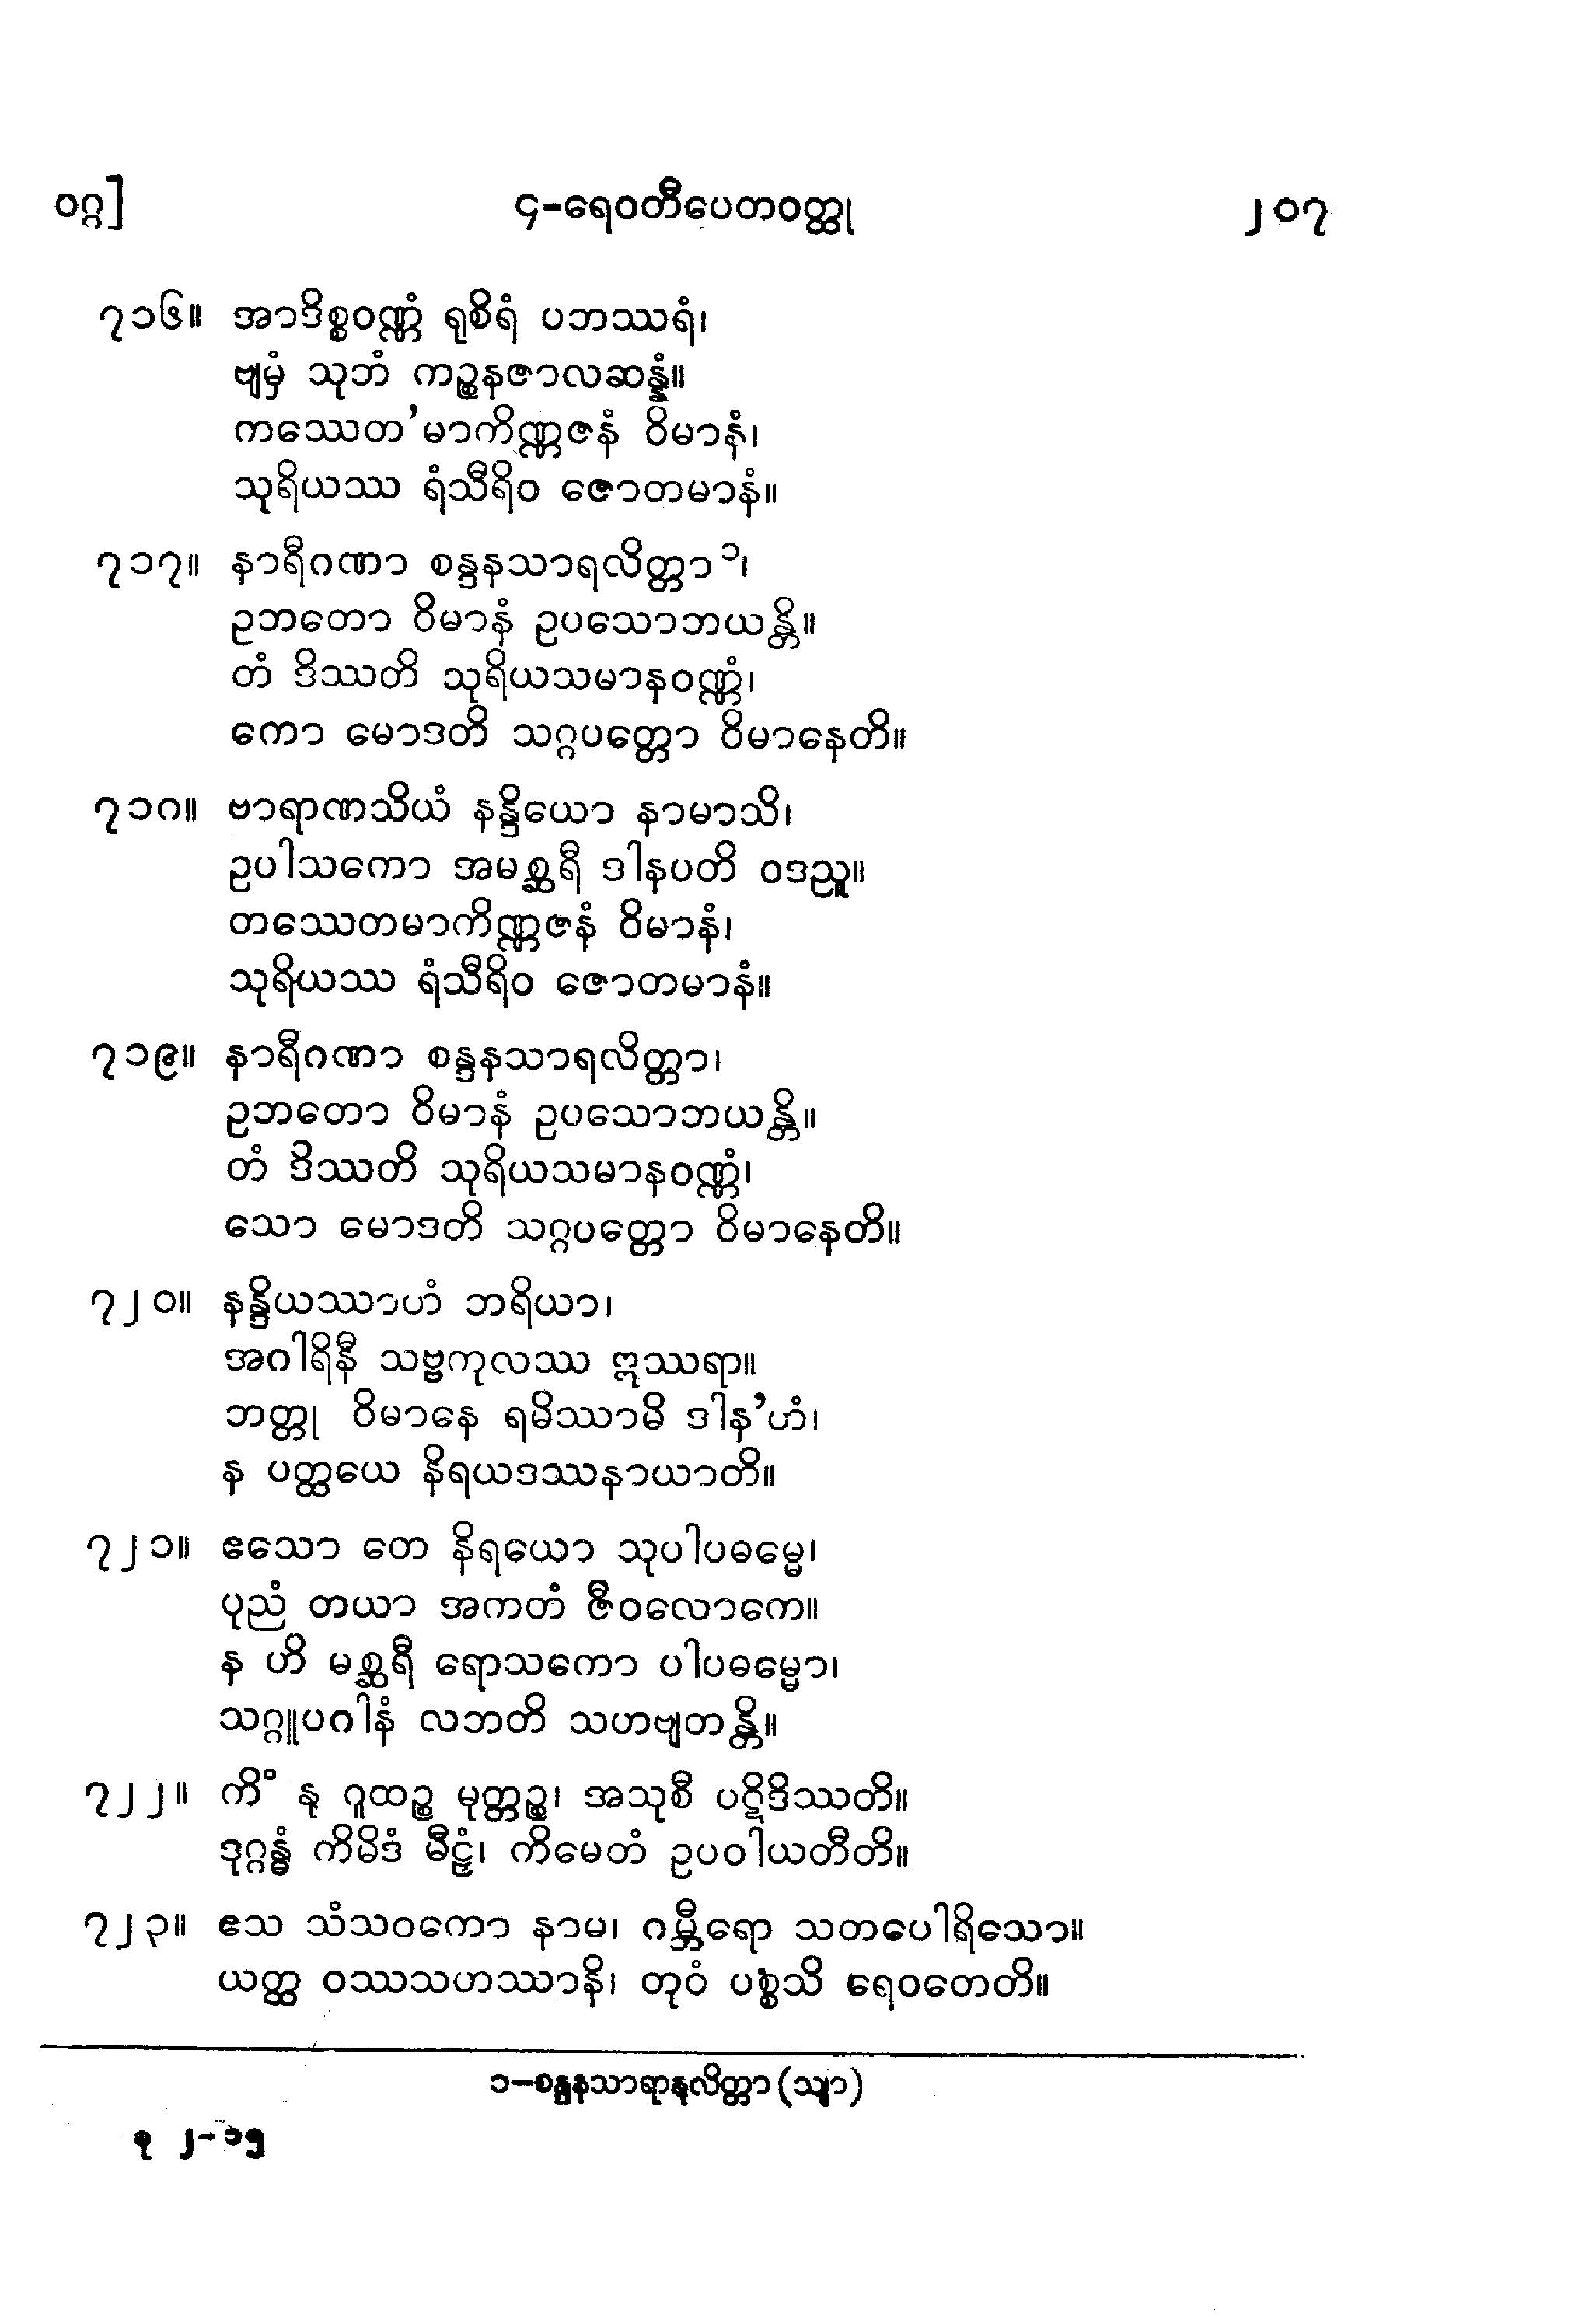 ဝဂ္ဂ] ၄-ရေဝတီပေတဝတ္ထု ၂၀၇
၇၁၆။ အာဒိစ္စဝဏ္ဏံ ရုစိရံ ပဘဿရံ၊
ဗျမှံ သုဘံ ကဉ္စနဇာလဆန္နံ။
ကဿေတ’မာကိဏ္ဏဇနံ ဝိမာနံ၊
သုရိယဿ ရံသီရိဝ ဇောတမာနံ။
၇၁၇။ နာရီဂဏာ စန္ဒနသာရလိတ္တာ ၁၊
ဥဘတော ဝိမာနံ ဥပသောဘယန္တိ။
တံ ဒိဿတိ သုရိယသမာနဝဏ္ဏံ၊
ကော မောဒတိ သဂ္ဂပတ္တော ဝိမာနေတိ။
၇၁၈။ ဗာရာဏသိယံ နန္ဒိယော နာမာသိ၊
ဥပါသကော အမစ္ဆရီ ဒါနပတိ ဝဒညူ။
တဿေတမာကိဏ္ဏဇနံ ဝိမာနံ၊
သုရိယဿ ရံသီရိဝ ဇောတမာနံ။
၇၁၉။ နာရီဂဏာ စန္ဒနသာရလိတ္တာ၊
ဥဘတော ဝိမာနံ ဥပသောဘယန္တိ။
တံ ဒိဿတိ သုရိယသမာနဝဏ္ဏံ၊
သော မောဒတိ သဂ္ဂပတ္တော ဝိမာနေတိ။
၇၂၀။ နန္ဒိယဿာဟံ ဘရိယာ၊
အဂါရိနီ သဗ္ဗကုလဿ ဣဿရာ။
ဘတ္တု ဝိမာနေ ရမိဿာမိ ဒါန’ဟံ၊
န ပတ္ထယေ နိရယဒဿနာယာတိ။
၇၂၁။ ဧသော တေ နိရယော သုပါပဓမ္မေ၊
ပုညံ တယာ အကတံ ဇီဝလောကေ။
န ဟိ မစ္ဆရီ ရောသကော ပါပဓမ္မော၊
သဂ္ဂူပဂါနံ လဘတိ သဟဗျတန္တိ။
၇၂၂။ ကိံ နု ဂူထဉ္စ မုတ္တဉ္စ၊ အသုစီ ပဋိဒိဿတိ။
ဒုဂ္ဂန္ဓံ ကိမိဒံ မီဠှံ၊ ကိမေတံ ဥပဝါယတီတိ။
၇၂၃။ ဧသ သံသဝကော နာမ၊ ဂမ္ဘီရော သတပေါရိသော။
ယတ္ထ ဝဿသဟဿာနိ၊ တုဝံ ပစ္စသိ ရေဝတေတိ။
၁-စန္ဒနသာရာနုလိတ္တာ (သျာ)
ခု ၂-၁၅